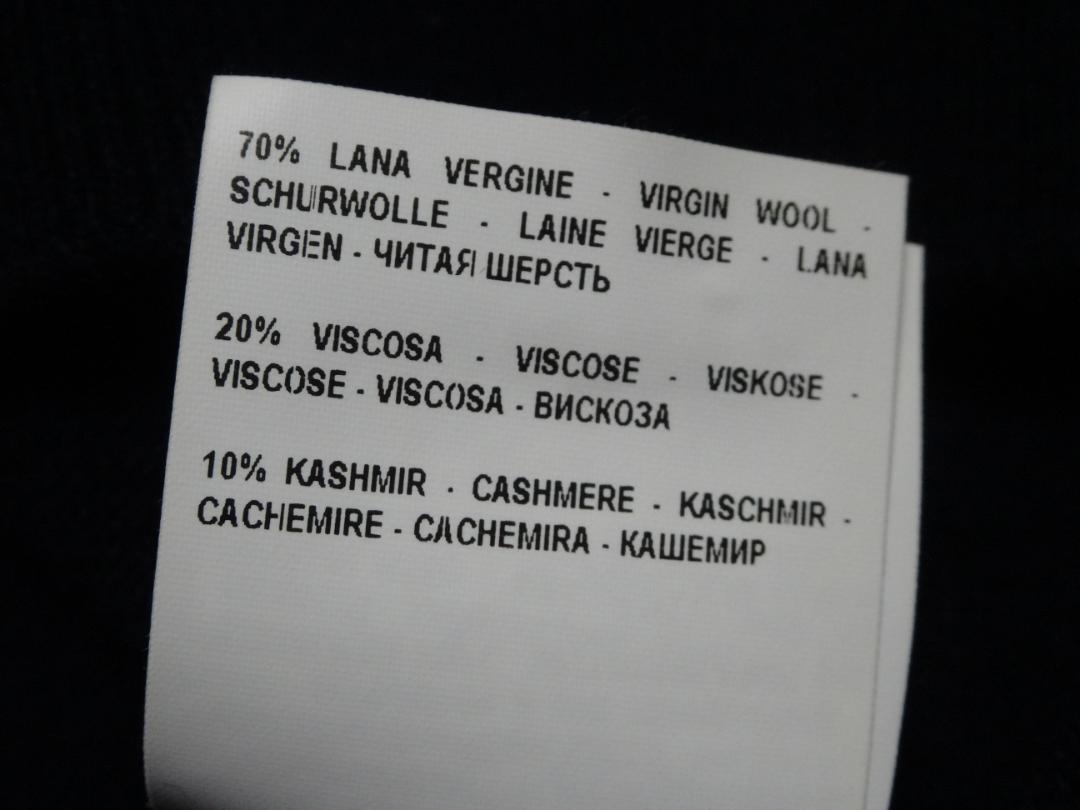 70% LANA VERGINE - VIRGIN WOOL -
SCHURWOLLE - LAINE VIERGE - LANA
VIRGEN - ЧИТАЯ ШЕРСТЬ
20% VISCOSA - VISCOSE - VISKOSE -
VISCOSE - VISCOSA - ВИСКОЗА
10% KASHMIR - CASHMERE - KASCHMIR -
CACHEMIRE - CACHEMIRA - КАШЕМИР